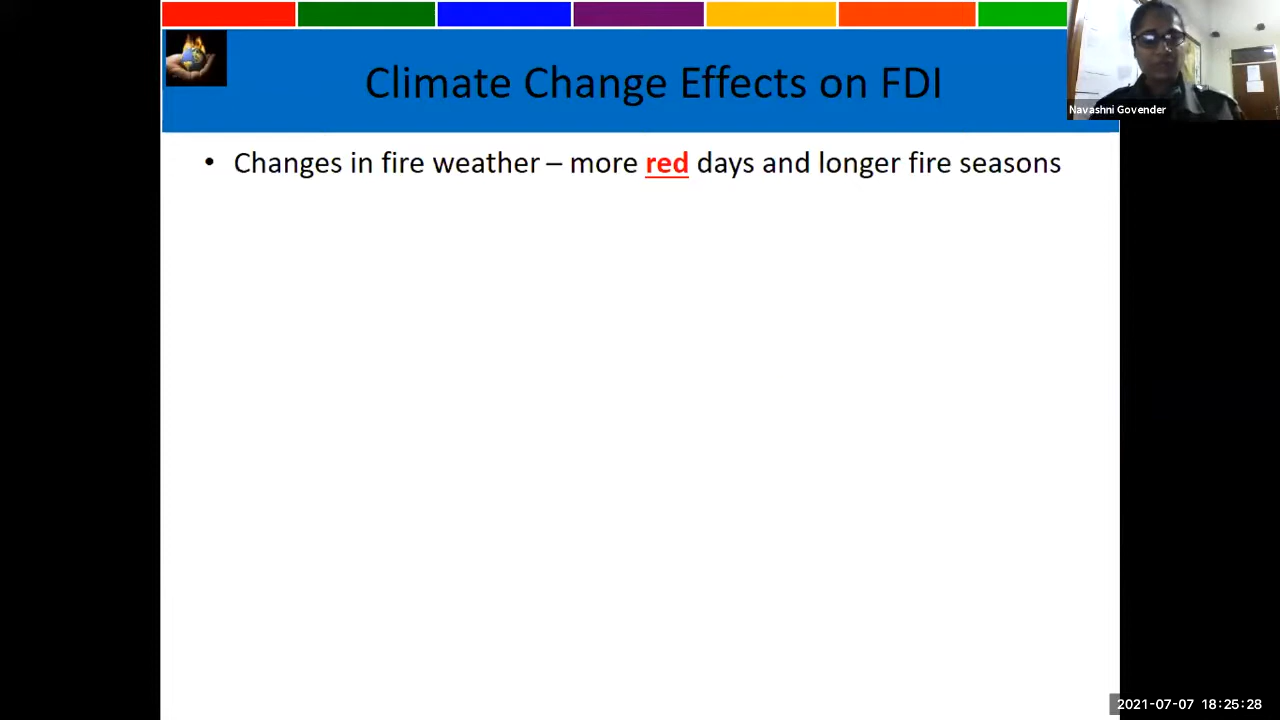 Climate Change Effects on FDI
Navashni Govender
• Changes in fire weather – more red days and longer fire seasons
2021-07-07 18:25:28